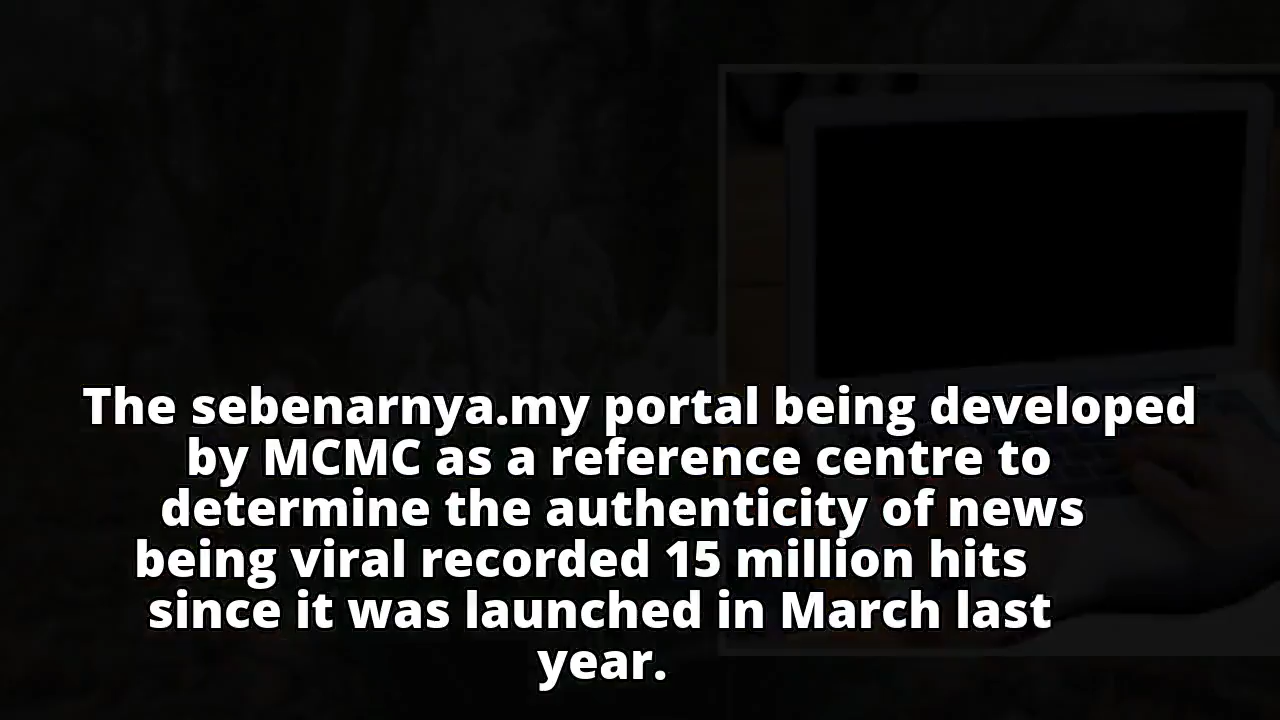 The sebenarnya.my portal being developed
by MCMC as a reference centre to
determine the authenticity of news
being viral recorded 15 million hits
since it was launched in March last
year.